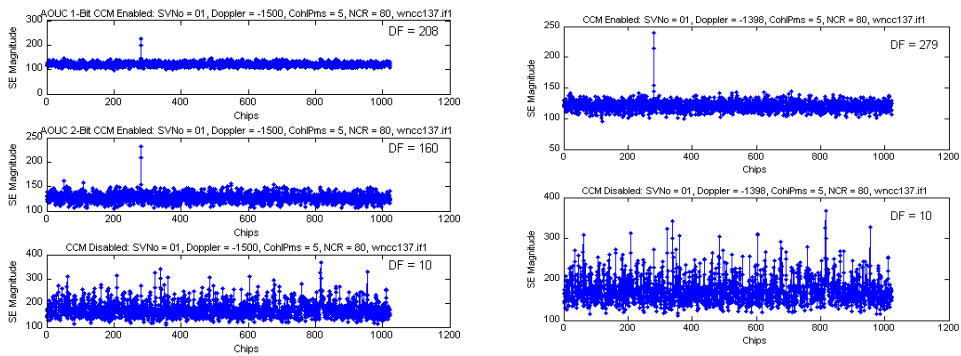 AOUC 1-Bit CCM Enabled: SVNo = 01, Doppler = -1500, CohlPms = 5, NCR = 80, wncc137.if1
DF = 208
SE Magnitude
300
200
100
0
0 200 400 600 800 1000 1200
Chips
AOUC 2-Bit CCM Enabled: SVNo = 01, Doppler = -1500, CohlPms = 5, NCR = 80, wncc137.if1
DF = 160
SE Magnitude
250
200
150
100
0 200 400 600 800 1000 1200
Chips
CCM Disabled: SVNo = 01, Doppler = -1500, CohlPms = 5, NCR = 80, wncc137.if1
DF = 10
SE Magnitude
400
300
200
100
0 200 400 600 800 1000 1200
Chips
CCM Enabled: SVNo = 01, Doppler = -1398, CohlPms = 5, NCR = 80, wncc137.if1
DF = 279
SE Magnitude
250
200
150
100
50
0 200 400 600 800 1000 1200
Chips
CCM Disabled: SVNo = 01, Doppler = -1398, CohlPms = 5, NCR = 80, wncc137.if1
DF = 10
SE Magnitude
400
300
200
100
0 200 400 600 800 1000 1200
Chips